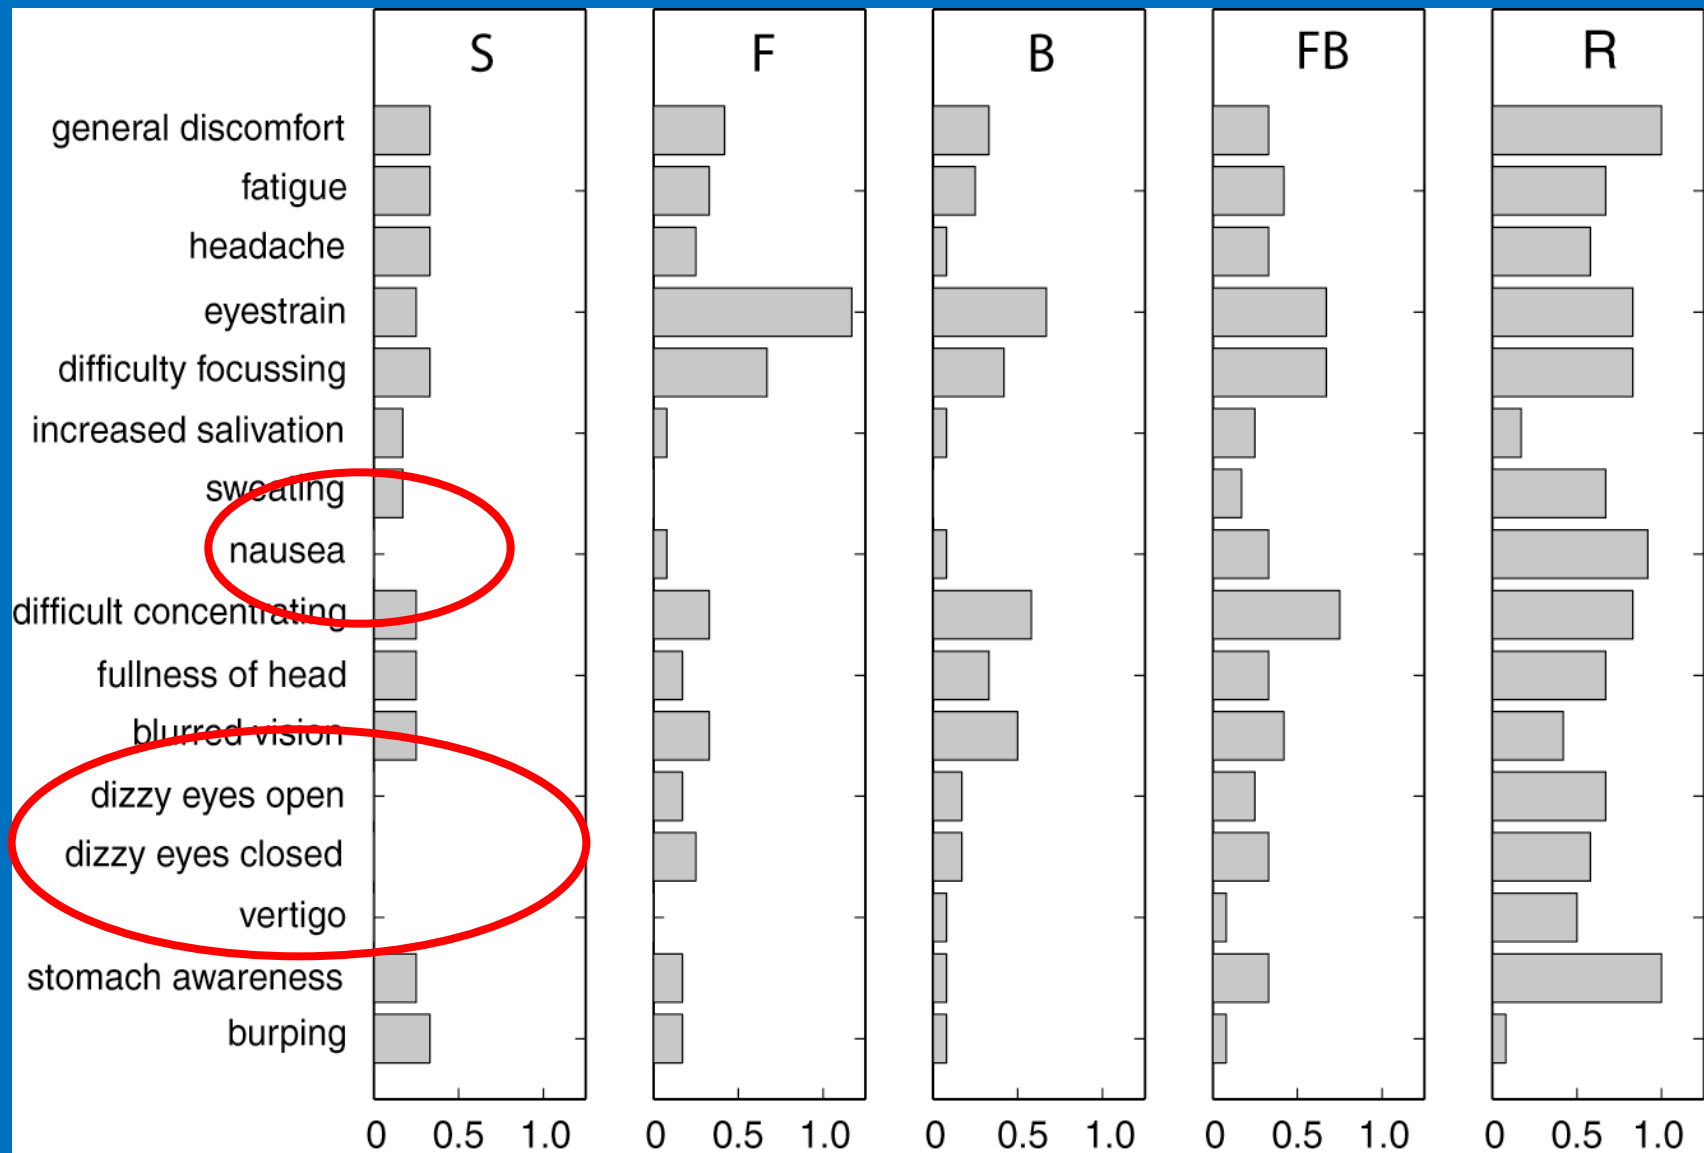 S F B FB R
general discomfort
fatigue
headache
eyestrain
difficulty focussing
increased salivation
sweating
nausea
difficult concentrating
fullness of head
blurred vision
dizzy eyes open
dizzy eyes closed
vertigo
stomach awareness
burping
0 0.5 1.0 0 0.5 1.0 0 0.5 1.0 0 0.5 1.0 0 0.5 1.0